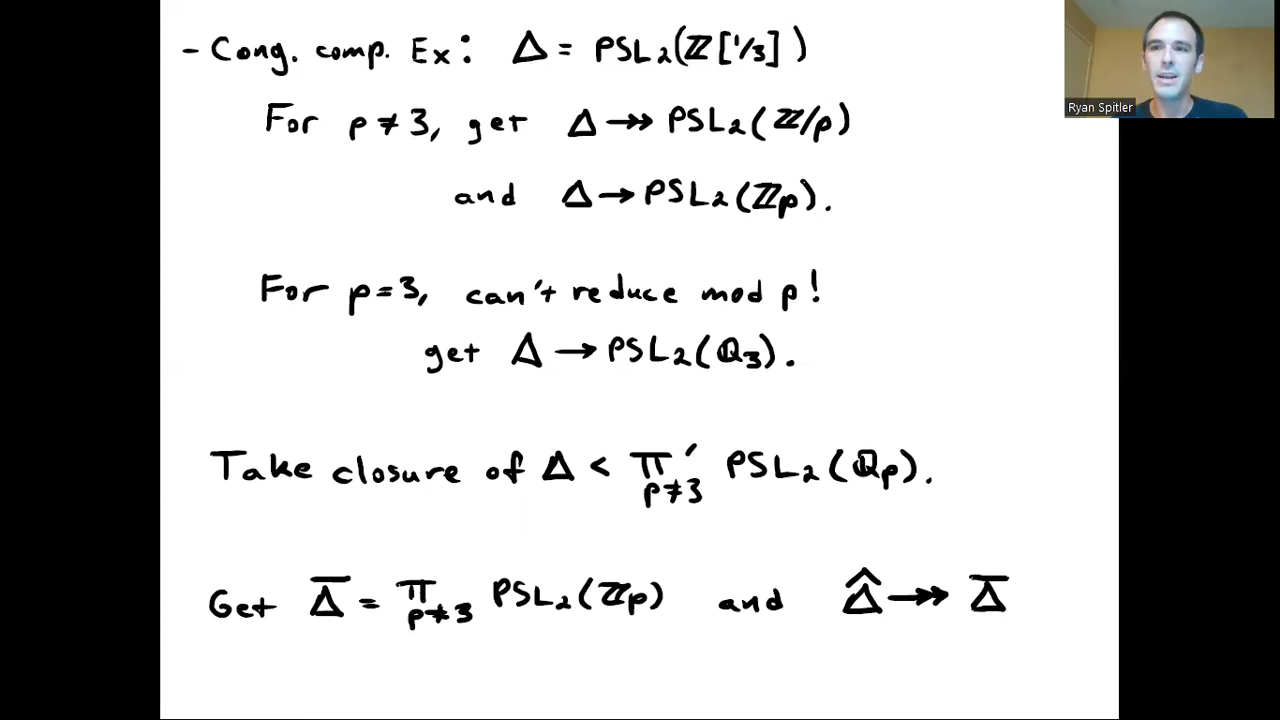 - Cong. comp. Ex: Δ = PSL₂(ℤ[1/3])
Ryan Spitler
For p ≠ 3, get Δ ↠ PSL₂(ℤ/p)
and Δ → PSL₂(ℤp).
For p = 3, can't reduce mod p!
get Δ → PSL₂(ℚ₃).
Take closure of Δ < π′ p≠3 PSL₂(ℚp).
Get Δ̅ = π p≠3 PSL₂(ℤp) and Δ̂ ↠ Δ̅